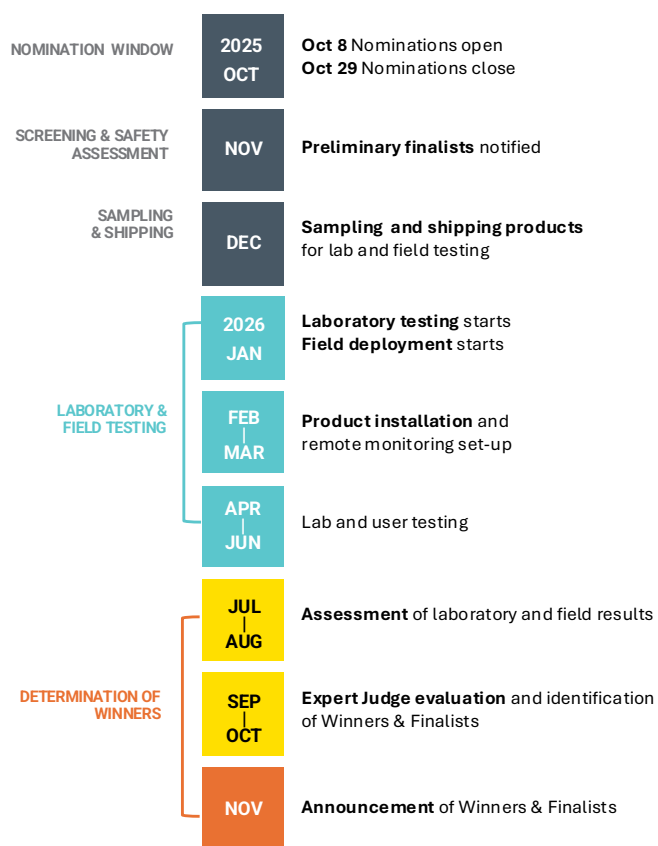 NOMINATION WINDOW
2025
OCT
Oct 8 Nominations open
Oct 29 Nominations close
SCREENING & SAFETY
ASSESSMENT
NOV
Preliminary finalists notified
SAMPLING
& SHIPPING
DEC
Sampling and shipping products
for lab and field testing
2026
JAN
Laboratory testing starts
Field deployment starts
LABORATORY &
FIELD TESTING
FEB
|
MAR
Product installation and
remote monitoring set-up
APR
|
JUN
Lab and user testing
JUL
|
AUG
Assessment of laboratory and field results
DETERMINATION OF
WINNERS
SEP
|
OCT
Expert Judge evaluation and identification
of Winners & Finalists
NOV
Announcement of Winners & Finalists